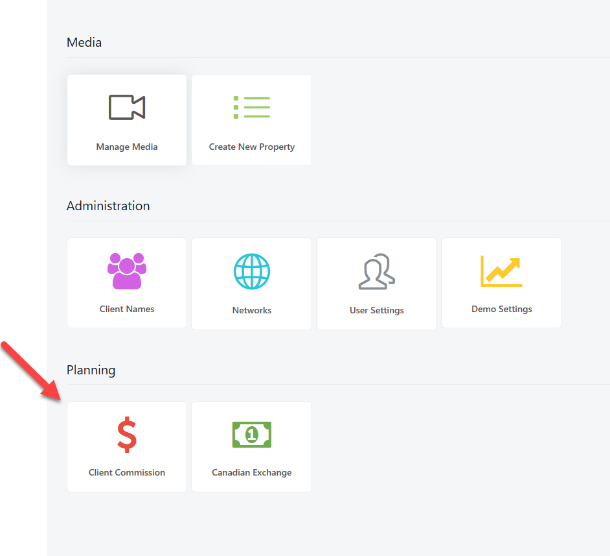 Media
Manage Media
Create New Property
Administration
Client Names
Networks
User Settings
Demo Settings
Planning
$
1
Client Commission
Canadian Exchange